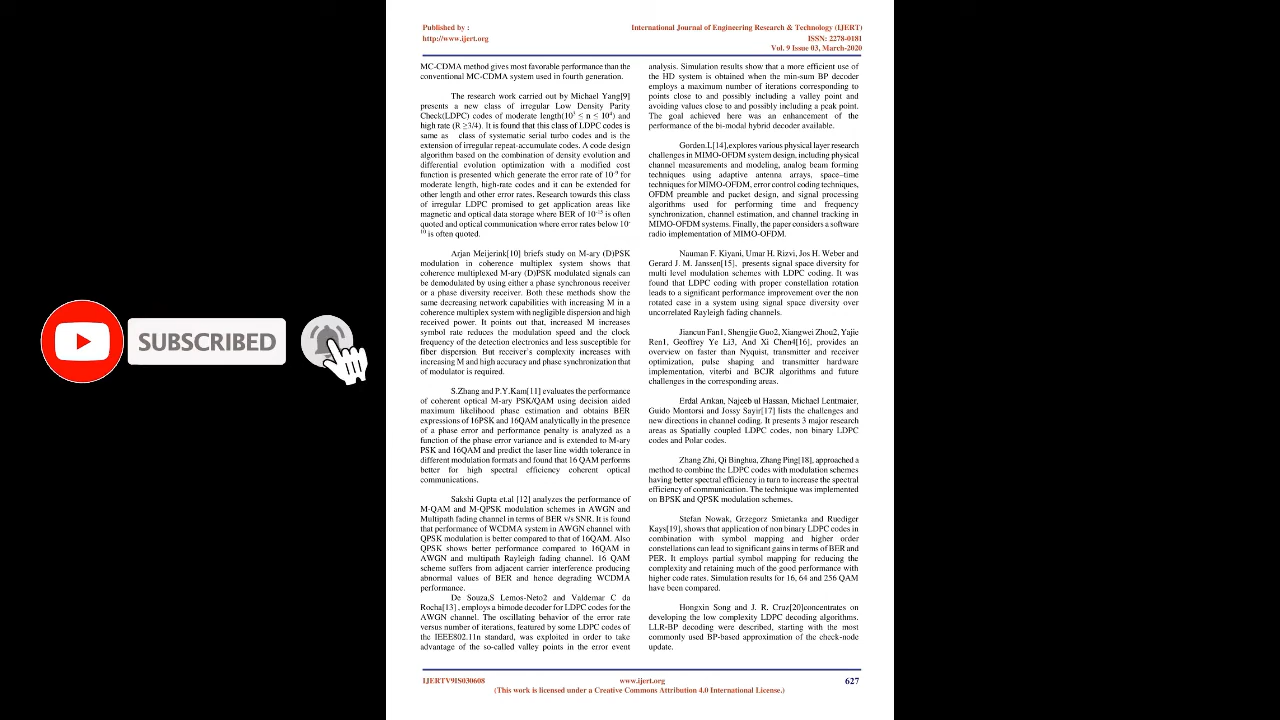 Published by :
http://www.ijert.org
International Journal of Engineering Research & Technology (IJERT)
ISSN: 2278-0181
Vol. 9 Issue 03, March-2020
MC-CDMA method gives most favorable performance than the
conventional MC-CDMA system used in fourth generation.
The research work carried out by Michael Yang[9]
presents a new class of irregular Low Density Parity
Check(LDPC) codes of moderate length(10³ ≤ n ≤ 10⁴) and
high rate (R ≥3/4). It is found that this class of LDPC codes is
same as class of systematic serial turbo codes and is the
extension of irregular repeat-accumulate codes. A code design
algorithm based on the combination of density evolution and
differential evolution optimization with a modified cost
function is presented which generate the error rate of 10⁻⁹ for
moderate length, high-rate codes and it can be extended for
other length and other error rates. Research towards this class
of irregular LDPC promised to get application areas like
magnetic and optical data storage where BER of 10⁻¹⁵ is often
quoted and optical communication where error rates below 10⁻
¹⁰ is often quoted.
Arjan Meijerink[10] briefs study on M-ary (D)PSK
modulation in coherence multiplex system shows that
coherence multiplexed M-ary (D)PSK modulated signals can
be demodulated by using either a phase synchronous receiver
or a phase diversity receiver. Both these methods show the
same decreasing network capabilities with increasing M in a
coherence multiplex system with negligible dispersion and high
received power. It points out that, increased M increases
symbol rate reduces the modulation speed and the clock
frequency of the detection electronics and less susceptible for
fiber dispersion. But receiver's complexity increases with
increasing M and high accuracy and phase synchronization that
of modulator is required.
S.Zhang and P.Y.Kam[11] evaluates the performance
of coherent optical M-ary PSK/QAM using decision aided
maximum likelihood phase estimation and obtains BER
expressions of 16PSK and 16QAM analytically in the presence
of a phase error and performance penalty is analyzed as a
function of the phase error variance and is extended to M-ary
PSK and 16QAM and predict the laser line width tolerance in
different modulation formats and found that 16 QAM performs
better for high spectral efficiency coherent optical
communications.
Sakshi Gupta et.al [12] analyzes the performance of
M-QAM and M-QPSK modulation schemes in AWGN and
Multipath fading channel in terms of BER v/s SNR. It is found
that performance of WCDMA system in AWGN channel with
QPSK modulation is better compared to that of 16QAM. Also
QPSK shows better performance compared to 16QAM in
AWGN and multipath Rayleigh fading channel. 16 QAM
scheme suffers from adjacent carrier interference producing
abnormal values of BER and hence degrading WCDMA
performance.
De Souza,S Lemos-Neto2 and Valdemar C da
Rocha[13] , employs a bimode decoder for LDPC codes for the
AWGN channel. The oscillating behavior of the error rate
versus number of iterations, featured by some LDPC codes of
the IEEE802.11n standard, was exploited in order to take
advantage of the so-called valley points in the error event
analysis. Simulation results show that a more efficient use of
the HD system is obtained when the min-sum BP decoder
employs a maximum number of iterations corresponding to
points close to and possibly including a valley point and
avoiding values close to and possibly including a peak point.
The goal achieved here was an enhancement of the
performance of the bi-modal hybrid decoder available.
Gorden.L[14],explores various physical layer research
challenges in MIMO-OFDM system design, including physical
channel measurements and modeling, analog beam forming
techniques using adaptive antenna arrays, space–time
techniques for MIMO-OFDM, error control coding techniques,
OFDM preamble and packet design, and signal processing
algorithms used for performing time and frequency
synchronization, channel estimation, and channel tracking in
MIMO-OFDM systems. Finally, the paper considers a software
radio implementation of MIMO-OFDM.
Nauman F. Kiyani, Umar H. Rizvi, Jos H. Weber and
Gerard J. M. Janssen[15], presents signal space diversity for
multi level modulation schemes with LDPC coding. It was
found that LDPC coding with proper constellation rotation
leads to a significant performance improvement over the non
rotated case in a system using signal space diversity over
uncorrelated Rayleigh fading channels.
Jiancun Fan1, Shengjie Guo2, Xiangwei Zhou2, Yajie
Ren1, Geoffrey Ye Li3, And Xi Chen4[16], provides an
overview on faster than Nyquist, transmitter and receiver
optimization, pulse shaping and transmitter hardware
implementation, viterbi and BCJR algorithms and future
challenges in the corresponding areas.
Erdal Arıkan, Najeeb ul Hassan, Michael Lentmaier,
Guido Montorsi and Jossy Sayir[17] lists the challenges and
new directions in channel coding. It presents 3 major research
areas as Spatially coupled LDPC codes, non binary LDPC
codes and Polar codes.
Zhang Zhi, Qi Binghua, Zhang Ping[18], approached a
method to combine the LDPC codes with modulation schemes
having better spectral efficiency in turn to increase the spectral
efficiency of communication. The technique was implemented
on BPSK and QPSK modulation schemes.
Stefan Nowak, Grzegorz Smietanka and Ruediger
Kays[19], shows that application of non binary LDPC codes in
combination with symbol mapping and higher order
constellations can lead to significant gains in terms of BER and
PER. It employs partial symbol mapping for reducing the
complexity and retaining much of the good performance with
higher code rates. Simulation results for 16, 64 and 256 QAM
have been compared.
Hongxin Song and J. R. Cruz[20]concentrates on
developing the low complexity LDPC decoding algorithms.
LLR-BP decoding were described, starting with the most
commonly used BP-based approximation of the check-node
update.
SUBSCRIBED
IJERTV9IS030608
www.ijert.org
627
(This work is licensed under a Creative Commons Attribution 4.0 International License.)